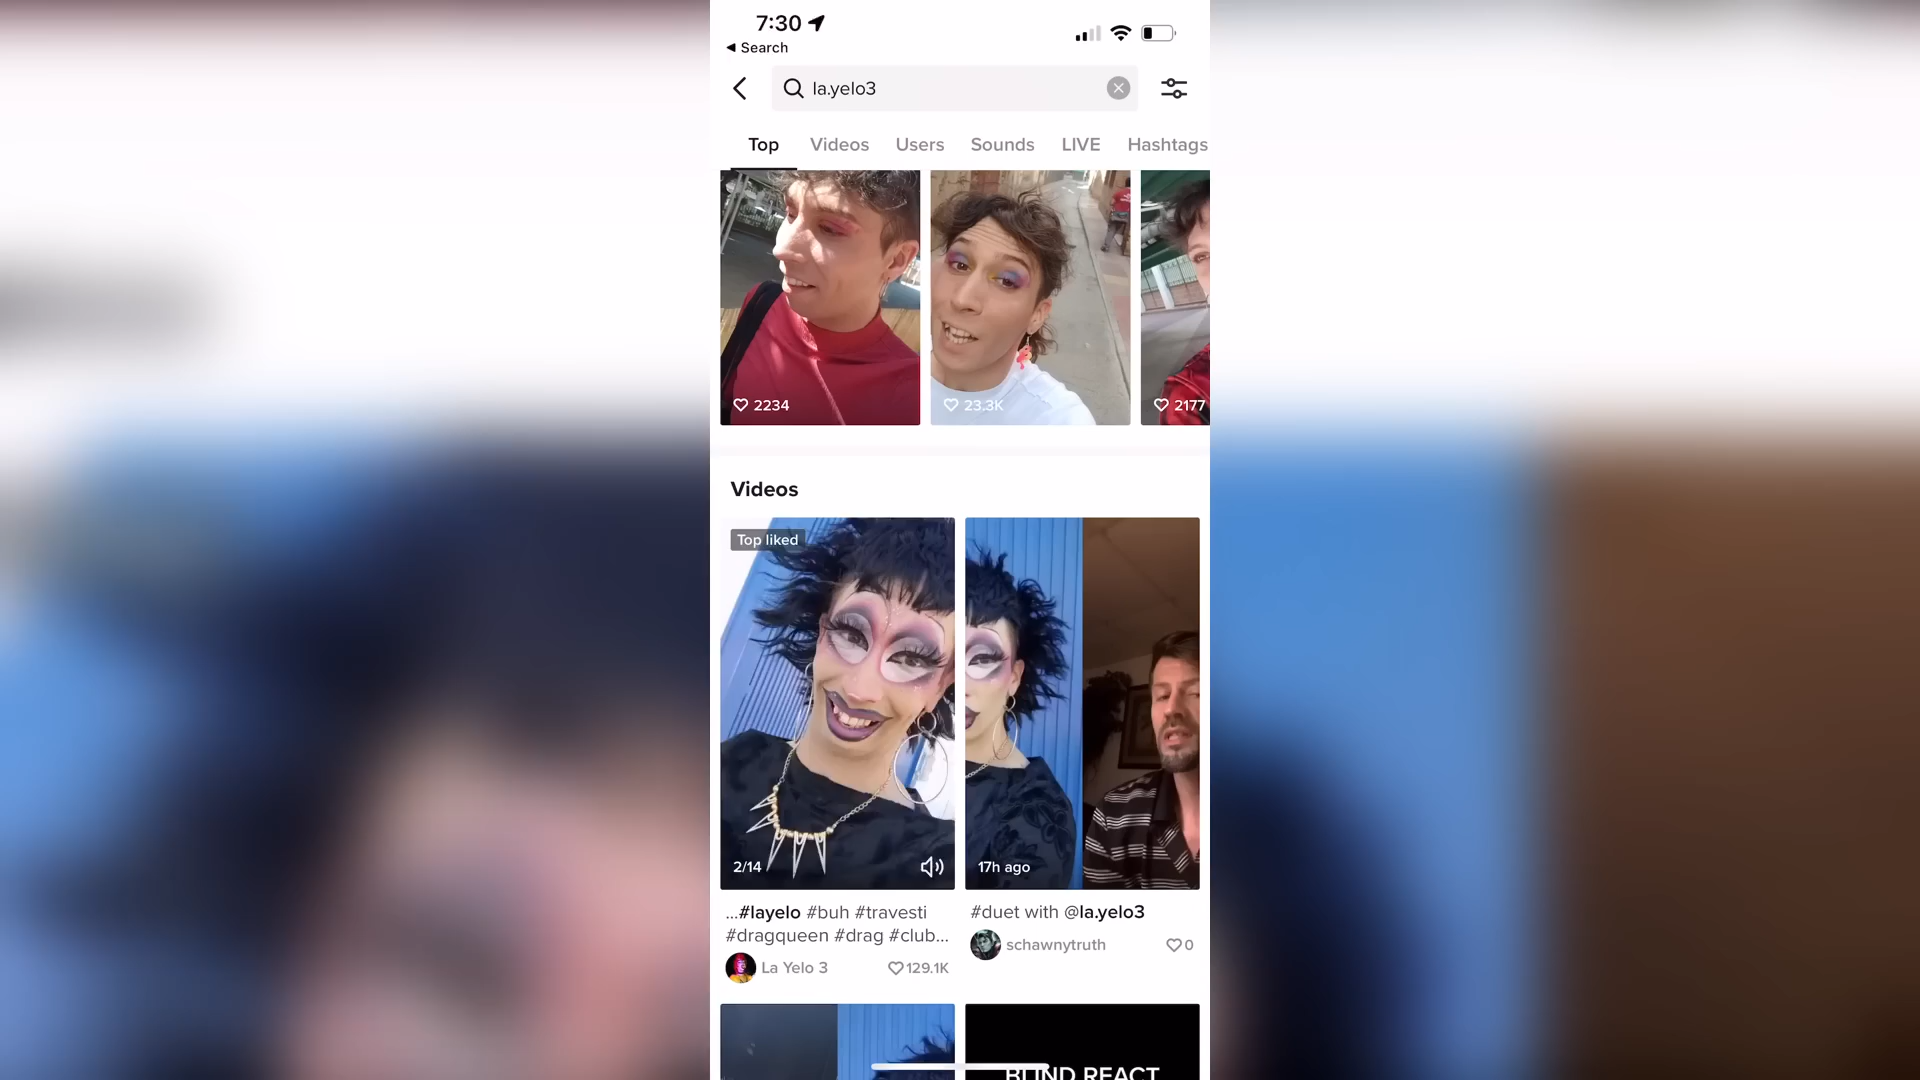 7:30
Search
la.yelo3
Top Videos Users Sounds LIVE Hashtags
2234
23.3K
2177
Videos
Top liked
2/14
17h ago
...#layelo #buh #travesti
#dragqueen #drag #club...
La Yelo 3
129.1K
#duet with @la.yelo3
schawnytruth
0
BLIND REACT